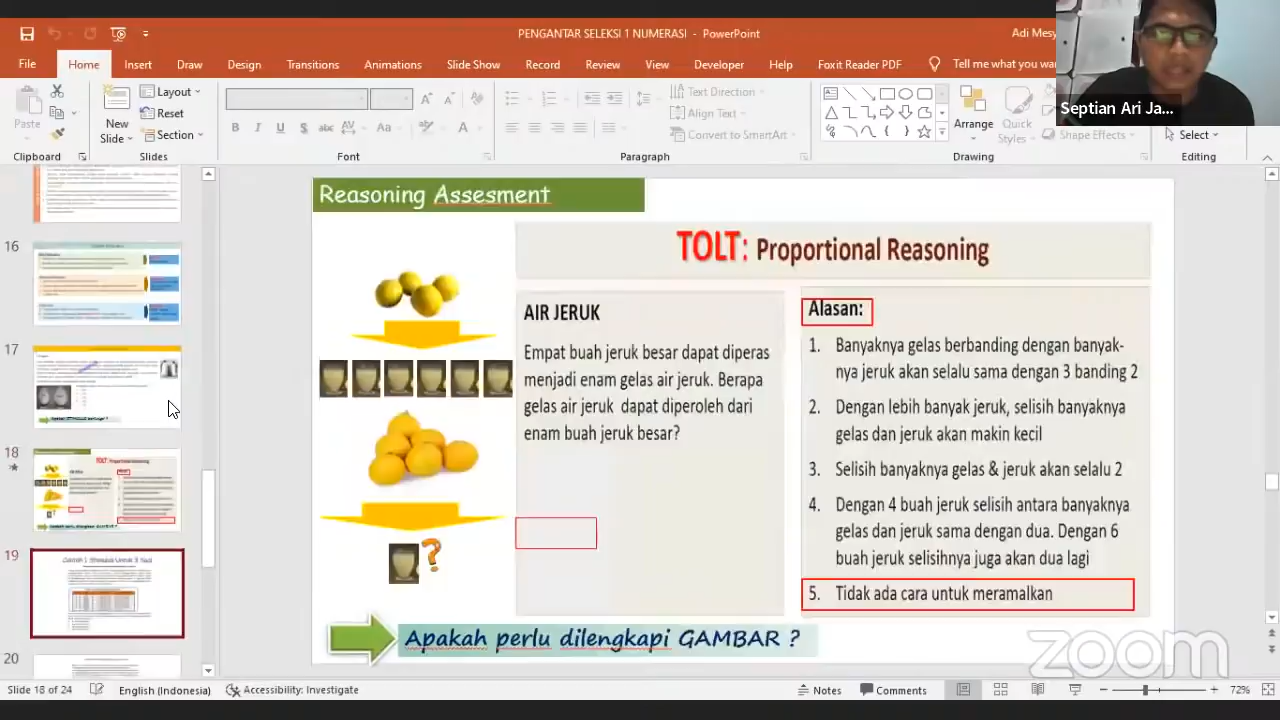 PENGANTAR SELEKSI 1 NUMERASI - PowerPoint
Adi Mesy
File Home Insert Draw Design Transitions Animations Slide Show Record Review View Developer Help Foxit Reader PDF Tell me what you wan
Septian Ari Ja...
Paste
New
Slide
Layout
Reset
Section
B I U S abc AV Aa A
Text Direction
Align Text
Convert to SmartArt
Arrange
Quick
Styles
Shape Effects
Select
Clipboard Slides Font Paragraph Drawing Editing
16
17
18
19
20
Reasoning Assesment
TOLT: Proportional Reasoning
AIR JERUK
Empat buah jeruk besar dapat diperas
menjadi enam gelas air jeruk. Berapa
gelas air jeruk dapat diperoleh dari
enam buah jeruk besar?
Alasan:
1. Banyaknya gelas berbanding dengan banyak-
nya jeruk akan selalu sama dengan 3 banding 2
2. Dengan lebih banyak jeruk, selisih banyaknya
gelas dan jeruk akan makin kecil
3. Selisih banyaknya gelas & jeruk akan selalu 2
4. Dengan 4 buah jeruk selisih antara banyaknya
gelas dan jeruk sama dengan dua. Dengan 6
buah jeruk selisihnya juga akan dua lagi
5. Tidak ada cara untuk meramalkan
?
Apakah perlu dilengkapi GAMBAR ?
zoom
Slide 18 of 24 English (Indonesia) Accessibility: Investigate Notes Comments 72%